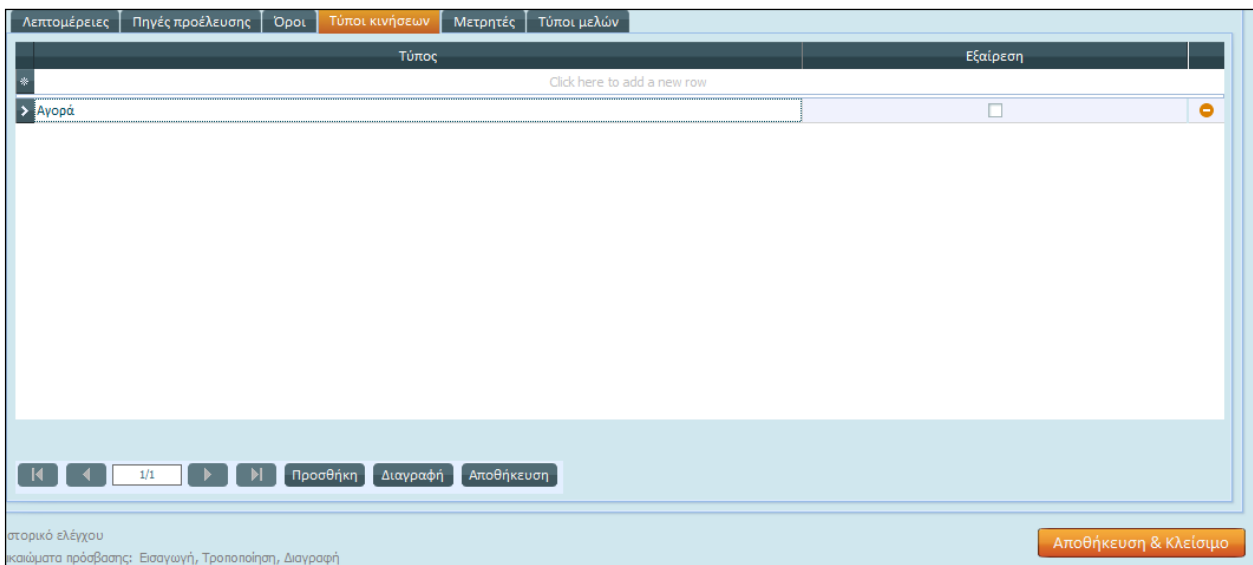 Λεπτομέρειες Πηγές προέλευσης Όροι Τύποι κινήσεων Μετρητές Τύποι μελών
Τύπος Εξαίρεση
Click here to add a new row
Αγορά
1/1 Προσθήκη Διαγραφή Αποθήκευση
στορικό ελέγχου
Αποθήκευση & Κλείσιμο
ικαιώματα πρόσβασης: Εισαγωγή, Τροποποίηση, Διαγραφή